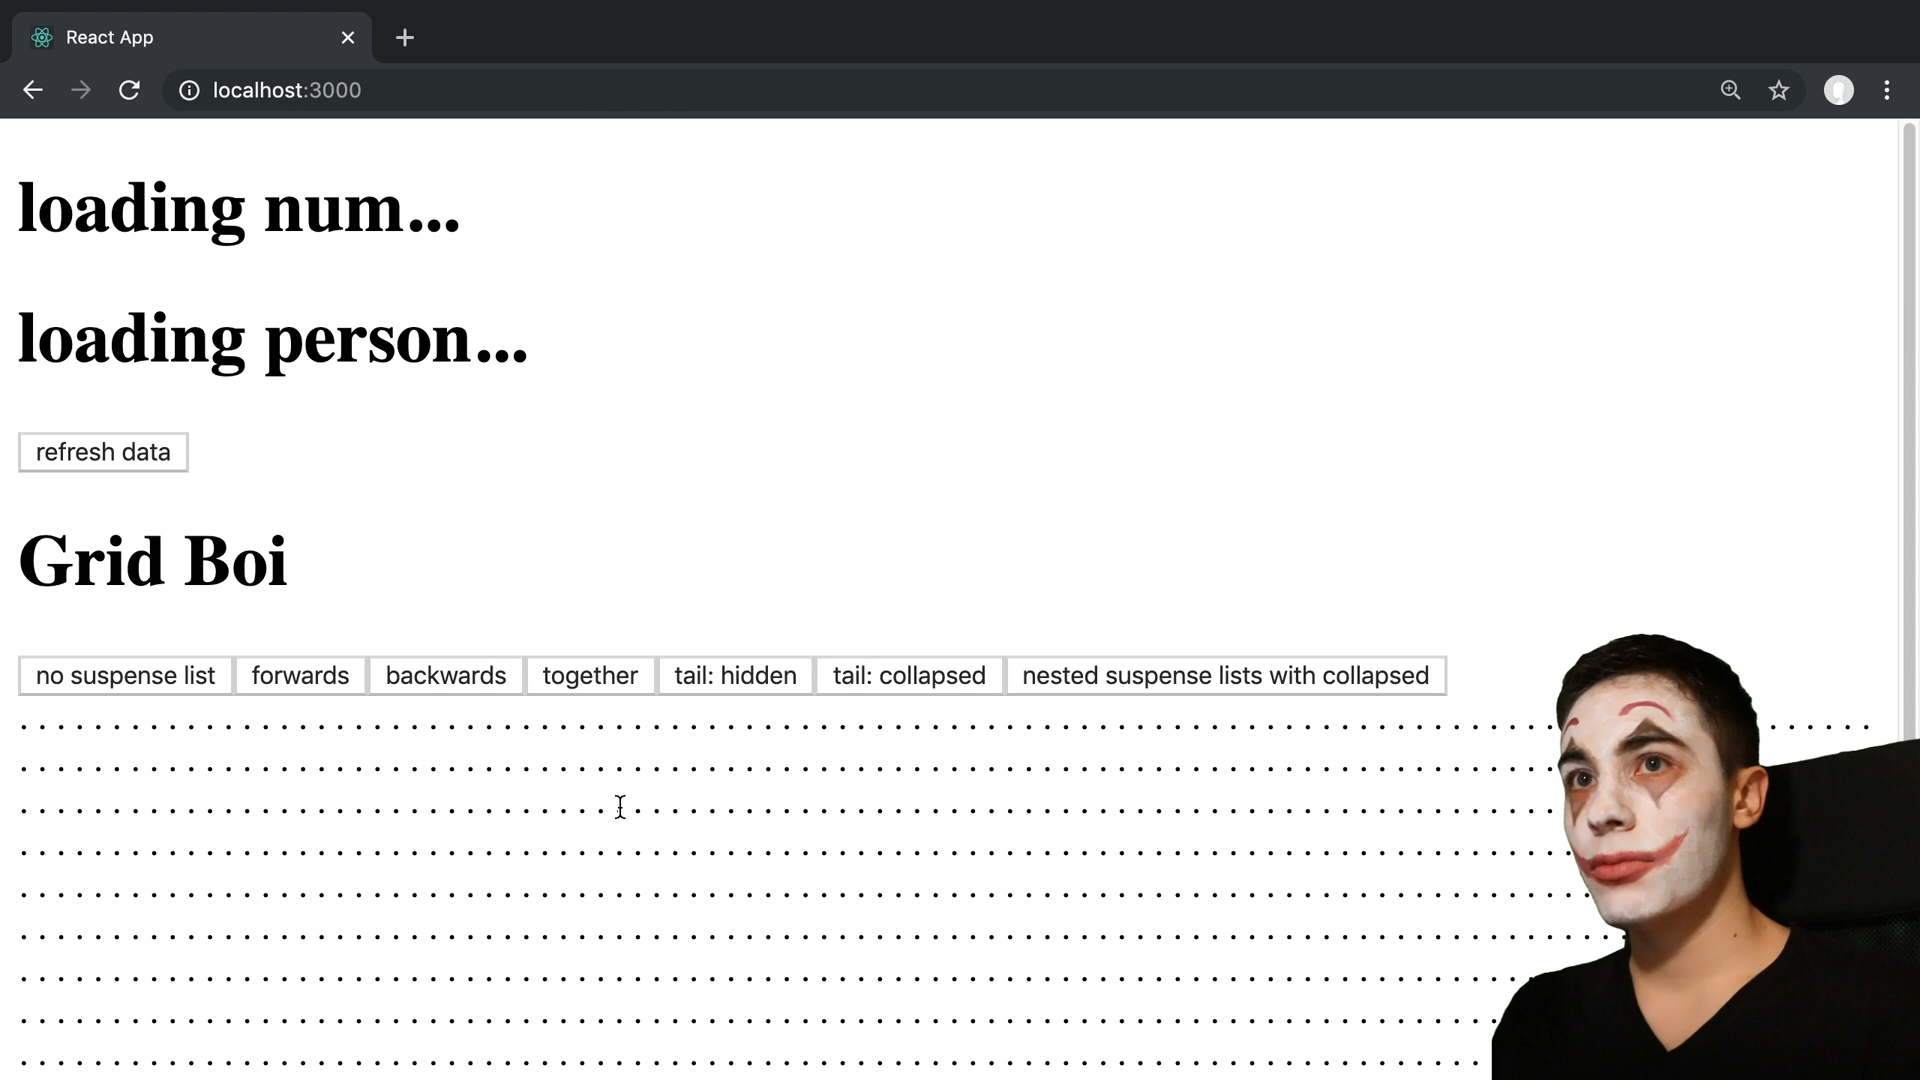 React App
localhost:3000
loading num...
loading person...
refresh data
Grid Boi
no suspense list forwards backwards together tail: hidden tail: collapsed nested suspense lists with collapsed